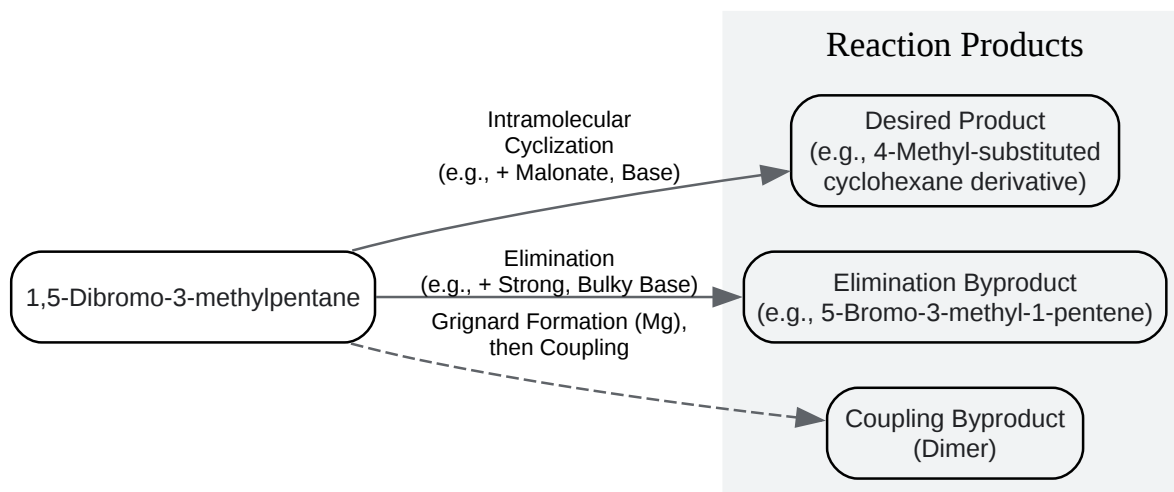 Reaction Products
Intramolecular
Cyclization
(e.g., + Malonate, Base)
Desired Product
(e.g., 4-Methyl-substituted
cyclohexane derivative)
1,5-Dibromo-3-methylpentane
Elimination
(e.g., + Strong, Bulky Base)
Elimination Byproduct
(e.g., 5-Bromo-3-methyl-1-pentene)
Grignard Formation (Mg),
then Coupling
Coupling Byproduct
(Dimer)